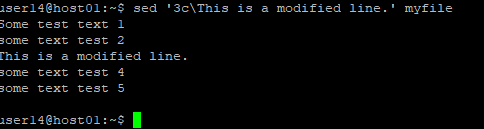 user14@host01:~$ sed '3c\This is a modified line.' myfile
Some test text 1
some text test 2
This is a modified line.
some text test 4
some text test 5
user14@host01:~$